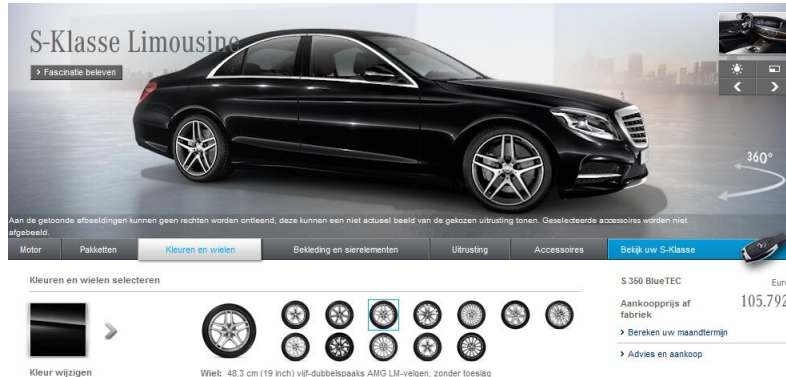 S-Klasse Limousine
> Fascinatie beleven
360°
Aan de getoonde afbeeldingen kunnen geen rechten worden ontleend, deze kunnen een niet actueel beeld van de gekozen uitrusting tonen. Geselecteerde accessoires worden niet
afgebeeld.
Motor Pakketten Kleuren en wielen Bekleding en sierelementen Uitrusting Accessoires Bekijk uw S-Klasse
Kleuren en wielen selecteren
S 350 BlueTEC Euro
Aankoopprijs af
fabriek
105.792
> Bereken uw maandtermijn
> Advies en aankoop
Kleur wijzigen
Wiel: 48,3 cm (19 inch) vijf-dubbelspaaks AMG LM-velgen, zonder toeslag